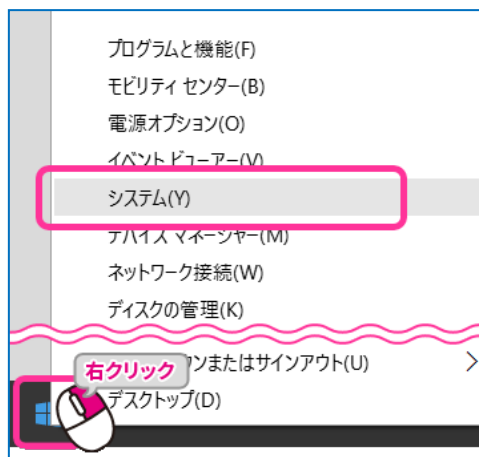 プログラムと機能(F)
モビリティ センター(B)
電源オプション(O)
イベント ビューアー(V)
システム(Y)
デバイス マネージャー(M)
ネットワーク接続(W)
ディスクの管理(K)
ンまたはサインアウト(U)
右クリック
デスクトップ(D)